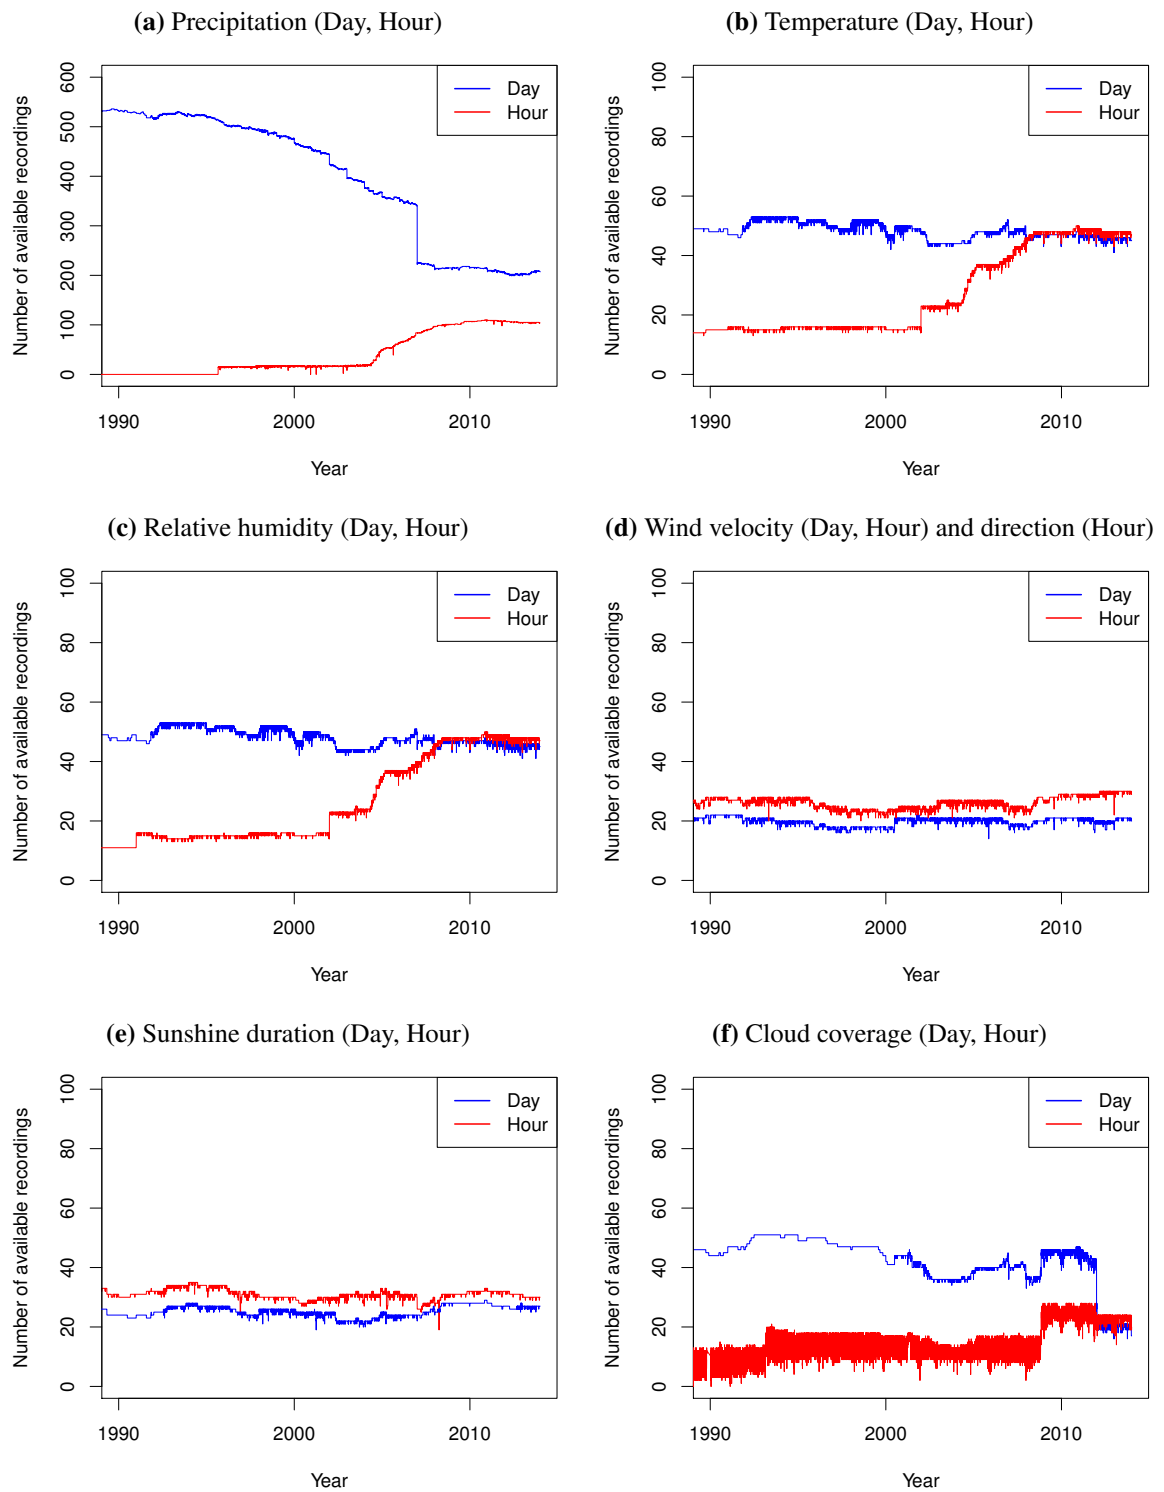 (a) Precipitation (Day, Hour)
Number of available recordings
600
500
400
300
200
100
0
Day
Hour
1990 2000 2010
Year
(b) Temperature (Day, Hour)
Number of available recordings
100
80
60
40
20
0
Day
Hour
1990 2000 2010
Year
(c) Relative humidity (Day, Hour)
Number of available recordings
100
80
60
40
20
0
Day
Hour
1990 2000 2010
Year
(d) Wind velocity (Day, Hour) and direction (Hour)
Number of available recordings
100
80
60
40
20
0
Day
Hour
1990 2000 2010
Year
(e) Sunshine duration (Day, Hour)
Number of available recordings
100
80
60
40
20
0
Day
Hour
1990 2000 2010
Year
(f) Cloud coverage (Day, Hour)
Number of available recordings
100
80
60
40
20
0
Day
Hour
1990 2000 2010
Year